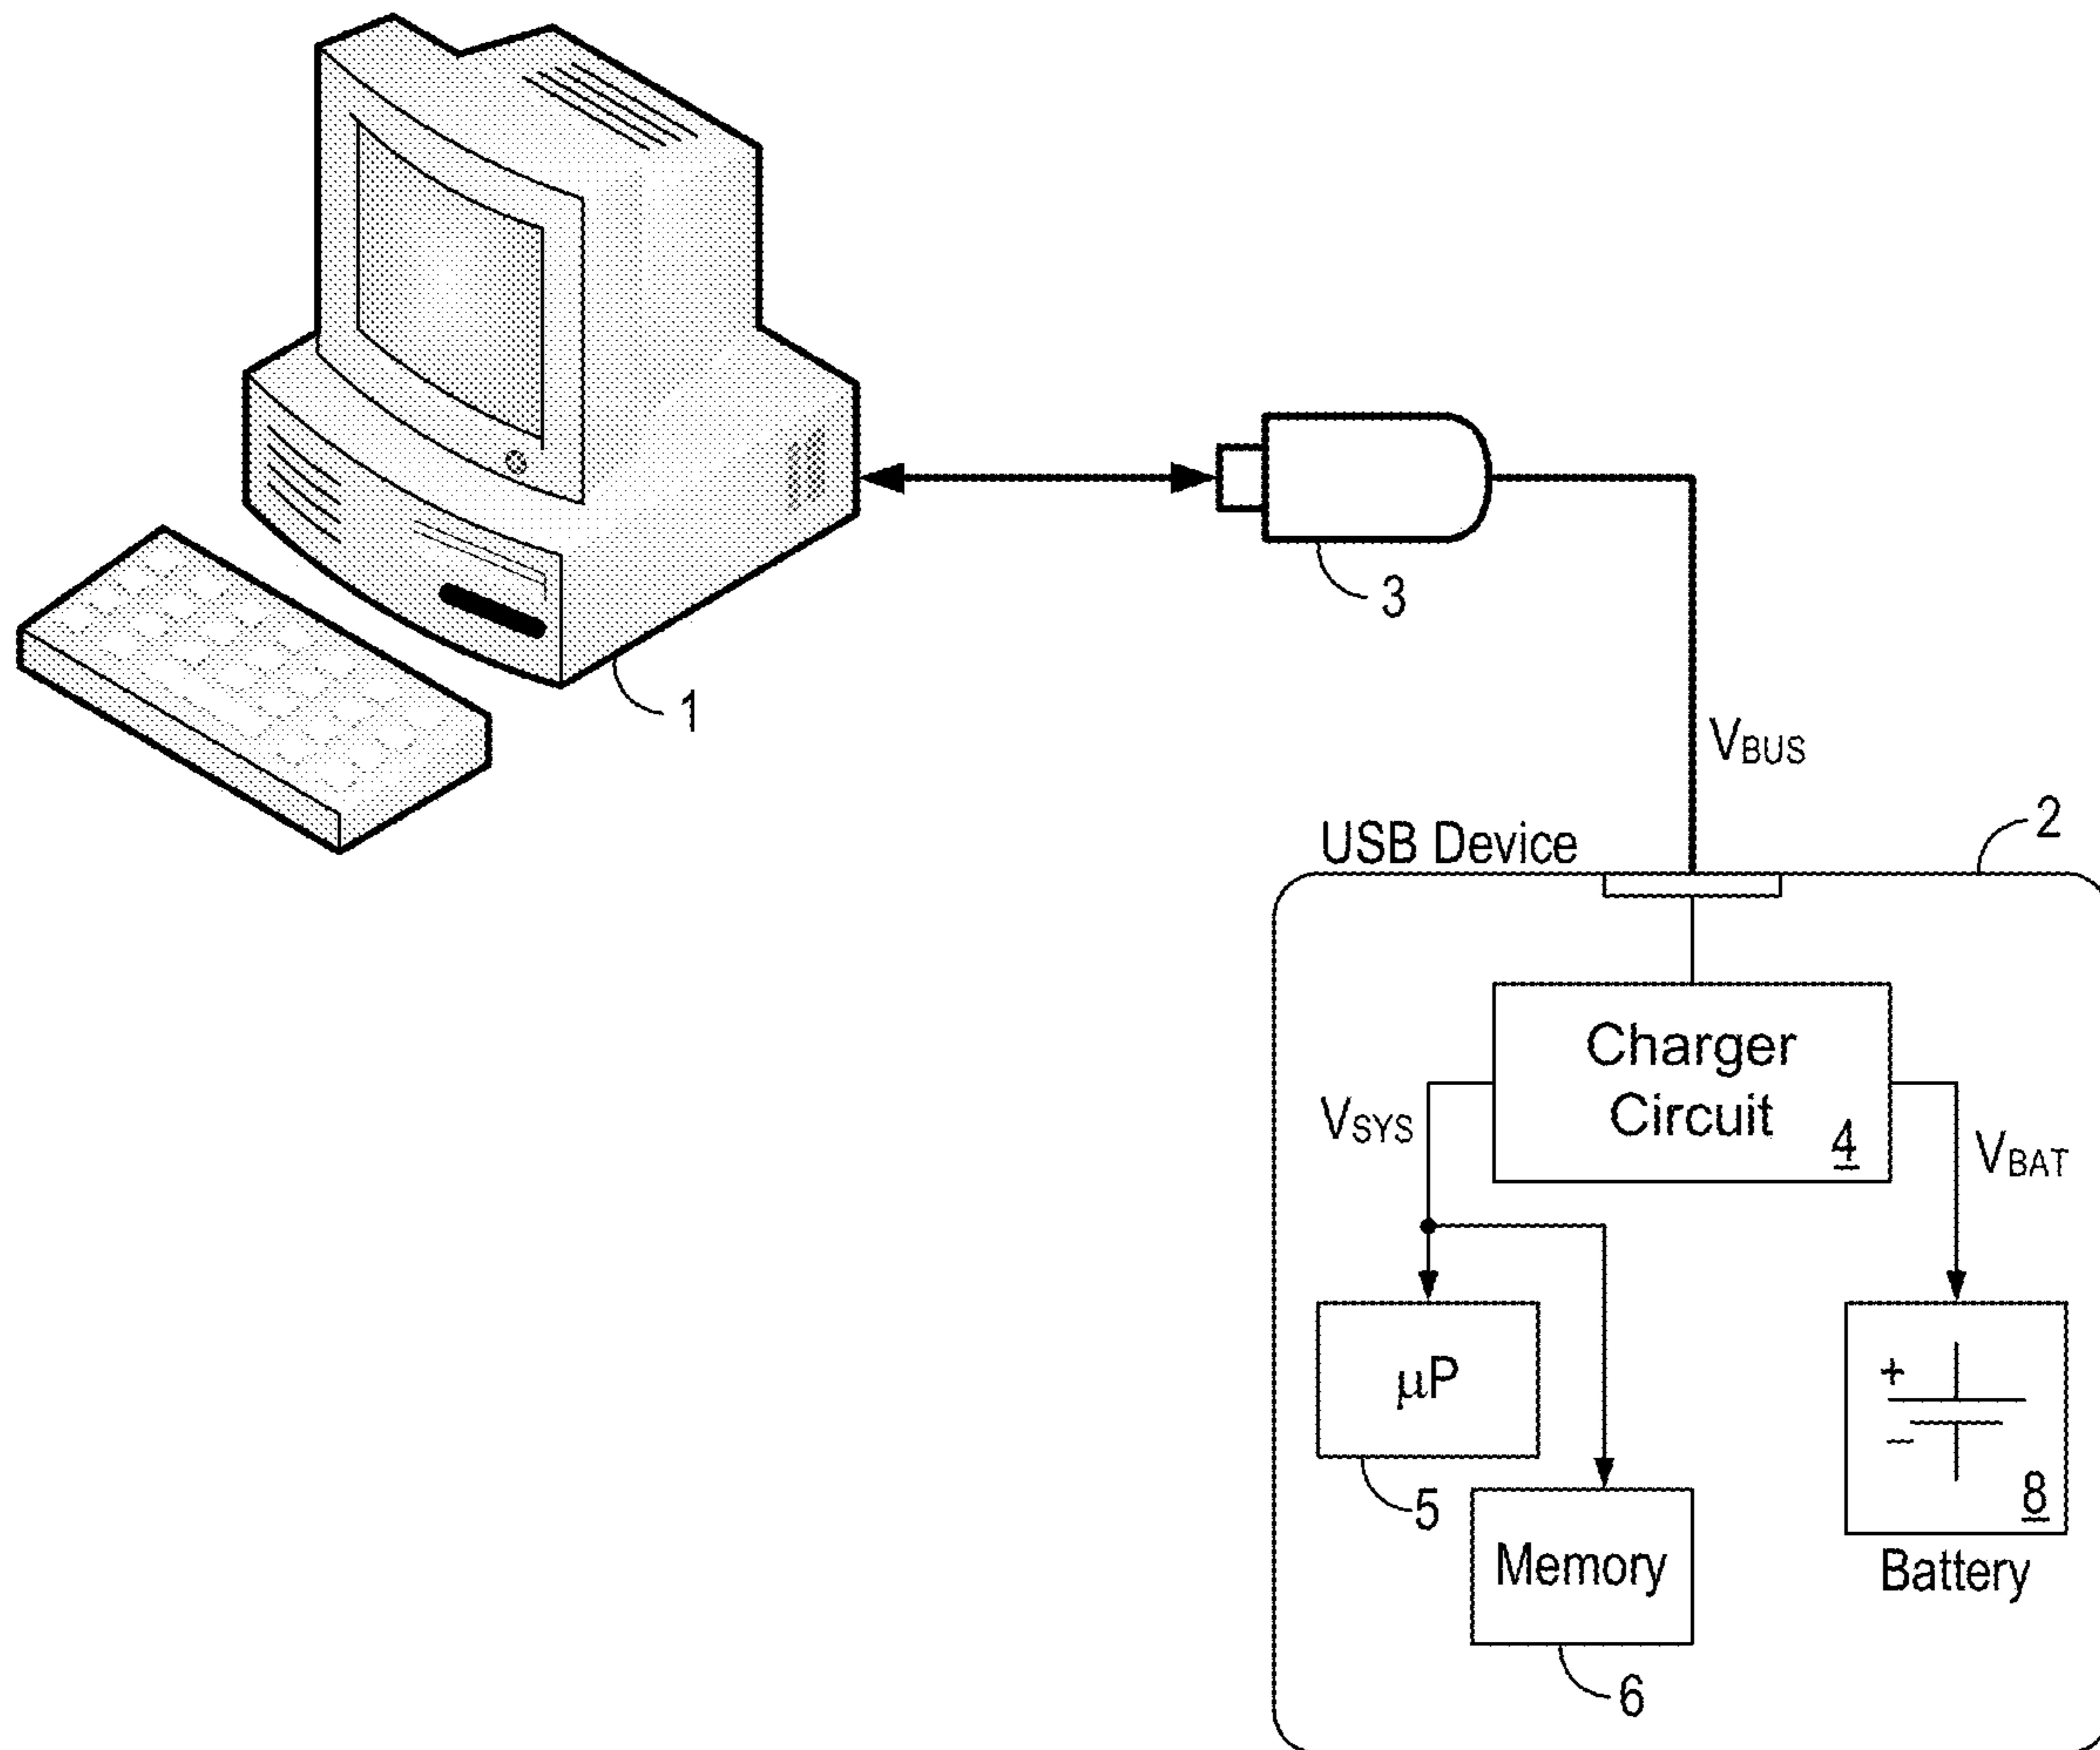 3
1
VBUS
2
USB Device
Charger
Circuit
4
VSYS
VBAT
+
μP
−
8
5
Memory
Battery
6